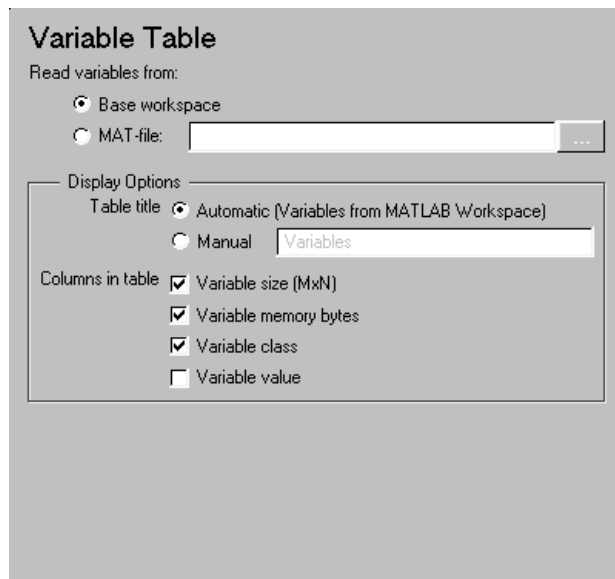 Variable Table
Read variables from:
Base workspace
MAT-file:
...
Display Options
Table title Automatic (Variables from MATLAB Workspace)
Manual Variables
Columns in table Variable size (MxN)
Variable memory bytes
Variable class
Variable value